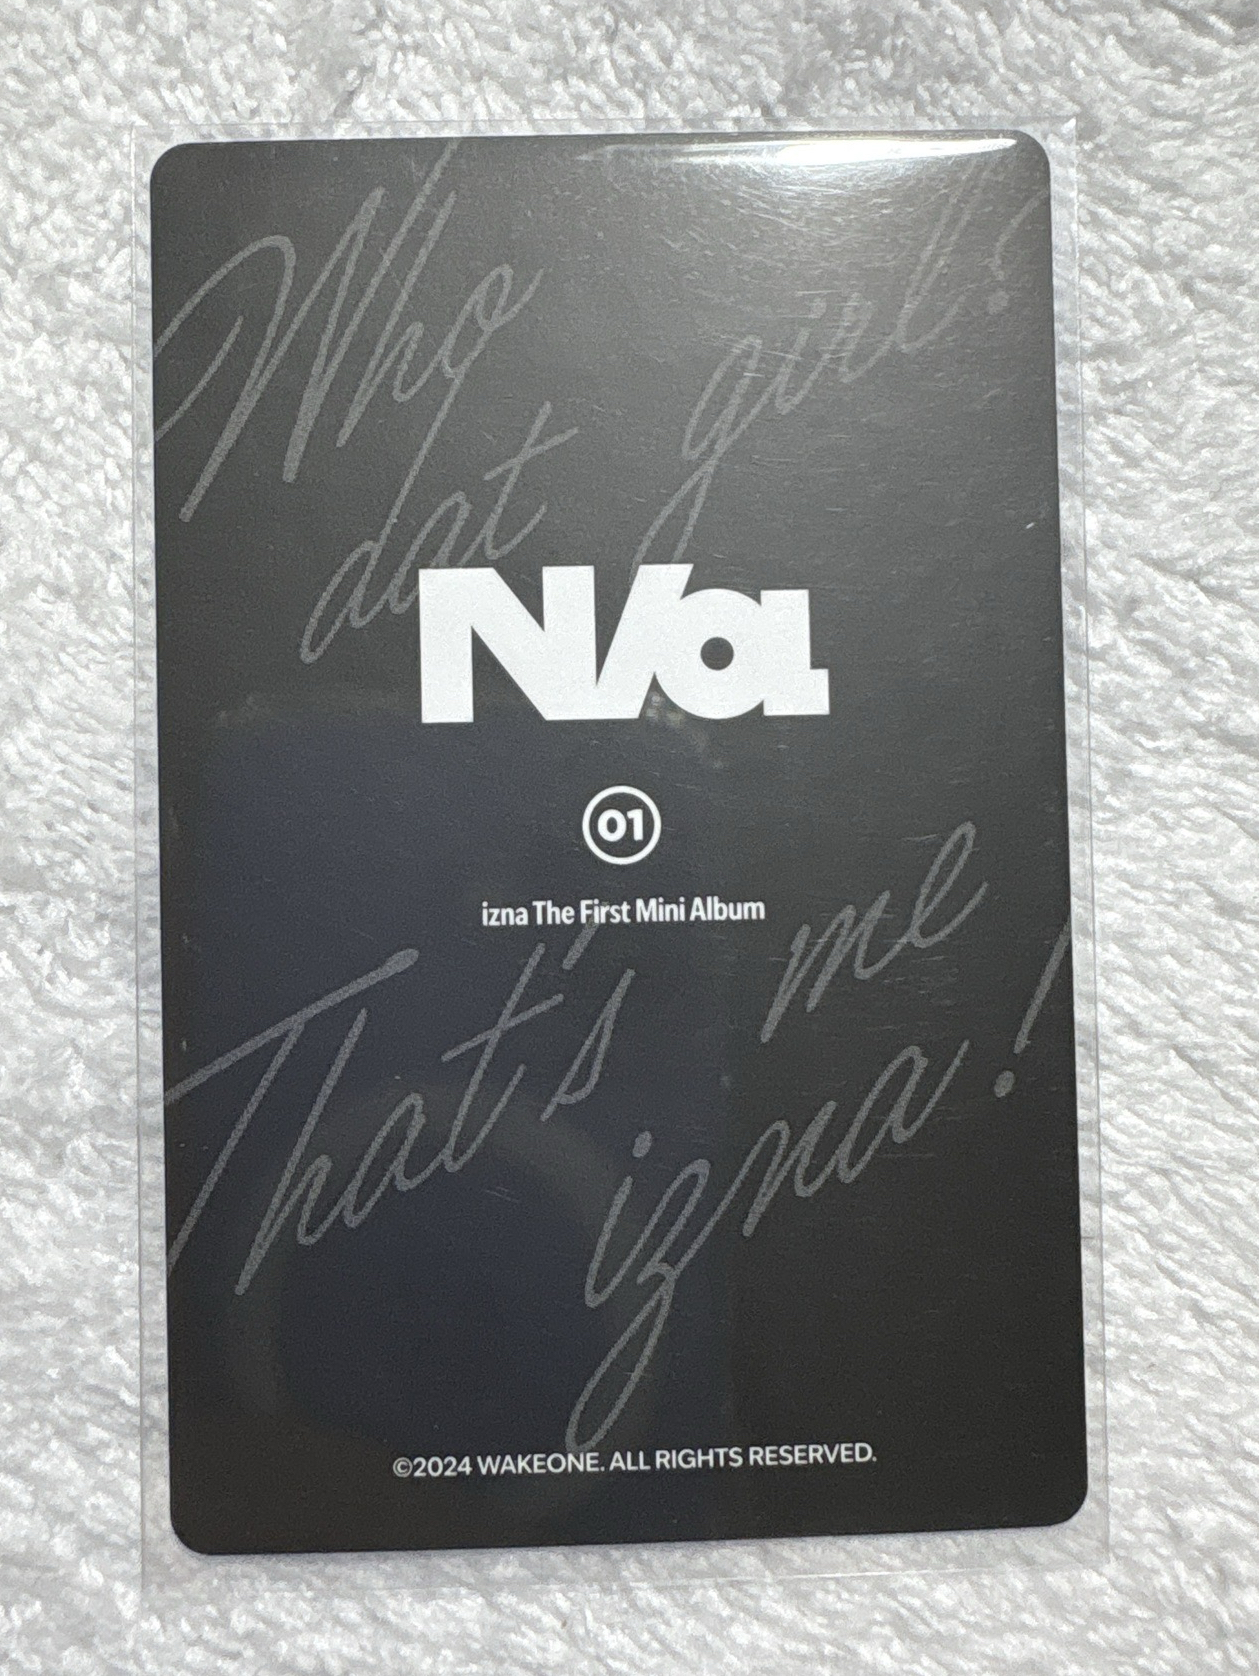 Who
dat girl?
N/a
01
izna The First Mini Album
That's me
izna!
©2024 WAKEONE. ALL RIGHTS RESERVED.